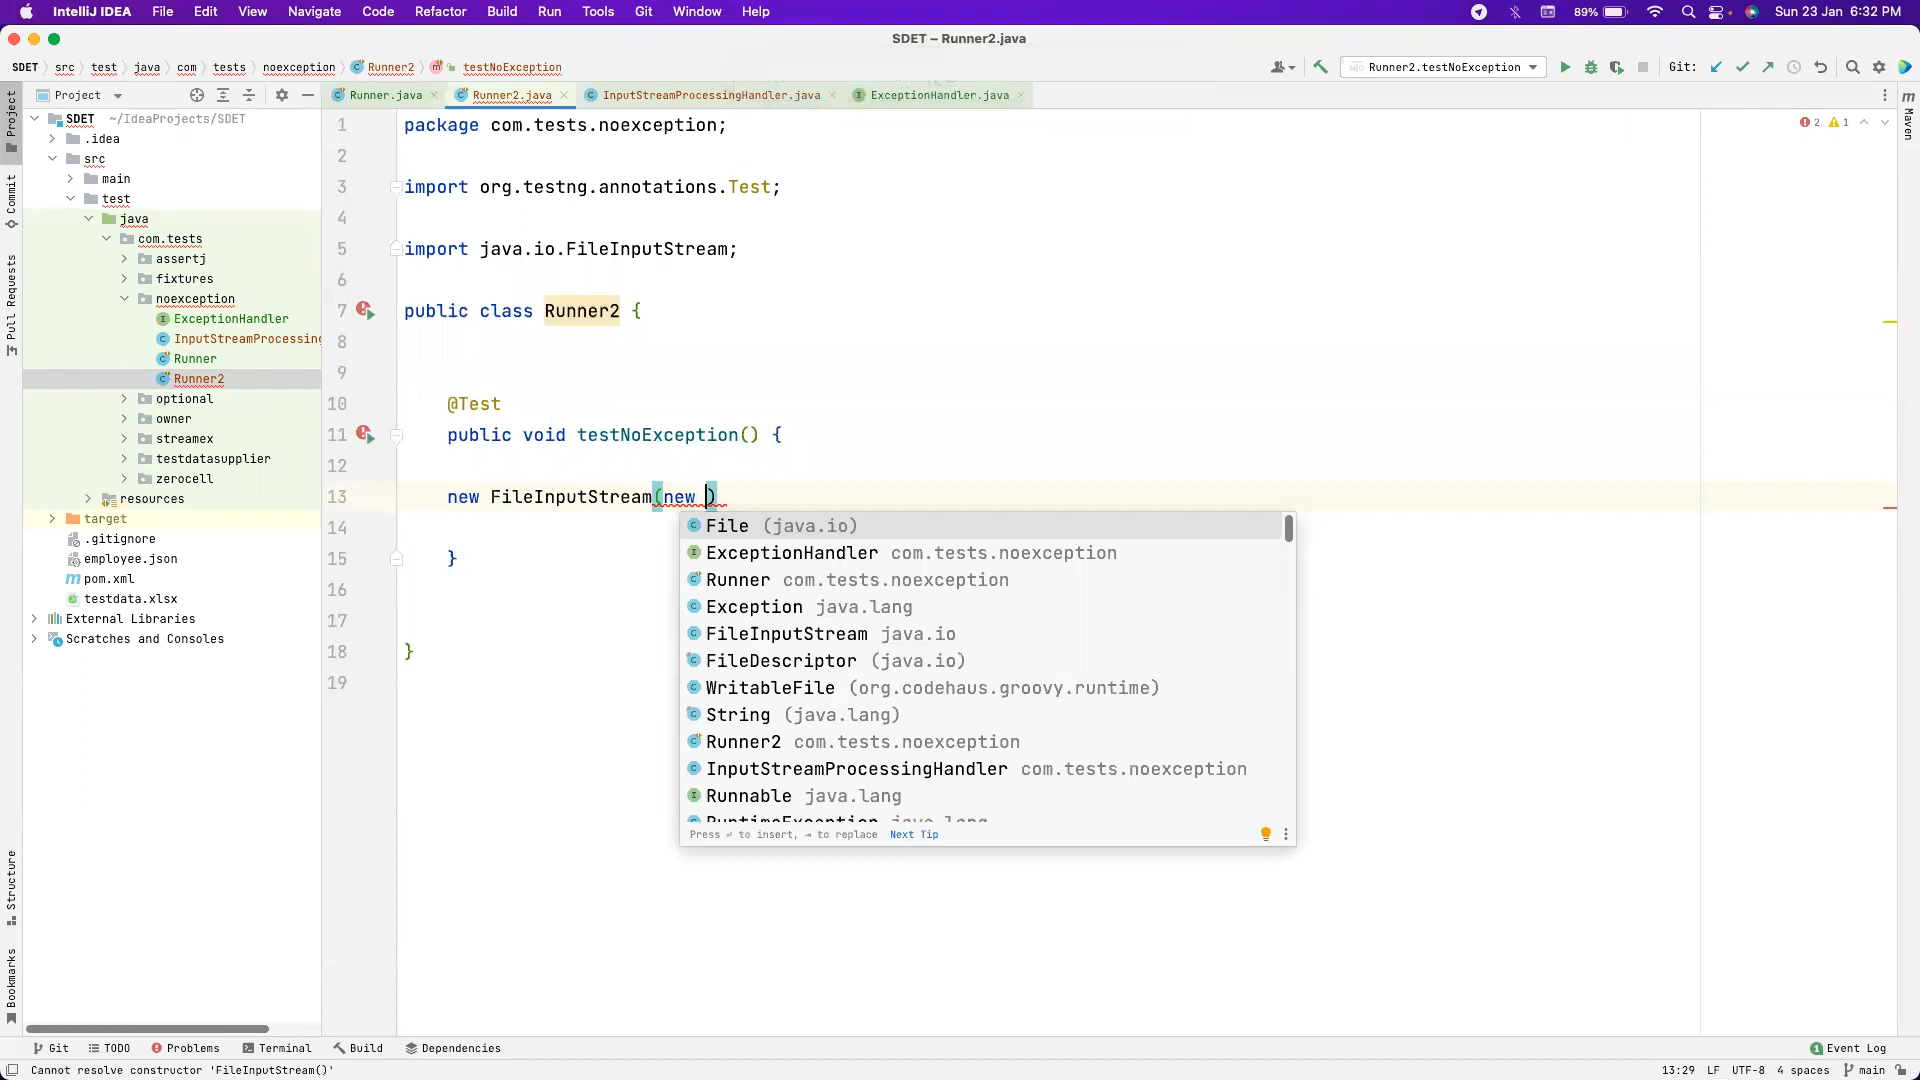 IntelliJ IDEA File Edit View Navigate Code Refactor Build Run Tools Git Window Help 89% Sun 23 Jan 6:32 PM
SDET – Runner2.java
SDET src test java com tests noexception Runner2 testNoException Runner2.testNoException Git:
Project Runner.java Runner2.java InputStreamProcessingHandler.java ExceptionHandler.java
Project
Commit
Pull Requests
Structure
Bookmarks
Maven
SDET ~/IdeaProjects/SDET
.idea
src
main
test
java
com.tests
assertj
fixtures
noexception
ExceptionHandler
InputStreamProcessing
Runner
Runner2
optional
owner
streamex
testdatasupplier
zerocell
resources
target
.gitignore
employee.json
pom.xml
testdata.xlsx
External Libraries
Scratches and Consoles
2 1
1 package com.tests.noexception;
2
3 import org.testng.annotations.Test;
4
5 import java.io.FileInputStream;
6
7 public class Runner2 {
8
9
10 @Test
11 public void testNoException() {
12
13 new FileInputStream(new )
14
15 }
16
17
18 }
19
File (java.io)
ExceptionHandler com.tests.noexception
Runner com.tests.noexception
Exception java.lang
FileInputStream java.io
FileDescriptor (java.io)
WritableFile (org.codehaus.groovy.runtime)
String (java.lang)
Runner2 com.tests.noexception
InputStreamProcessingHandler com.tests.noexception
Runnable java.lang
RuntimeException java.lang
Press ⏎ to insert, ⇥ to replace Next Tip
Git TODO Problems Terminal Build Dependencies 1 Event Log
Cannot resolve constructor 'FileInputStream()' 13:29 LF UTF-8 4 spaces main